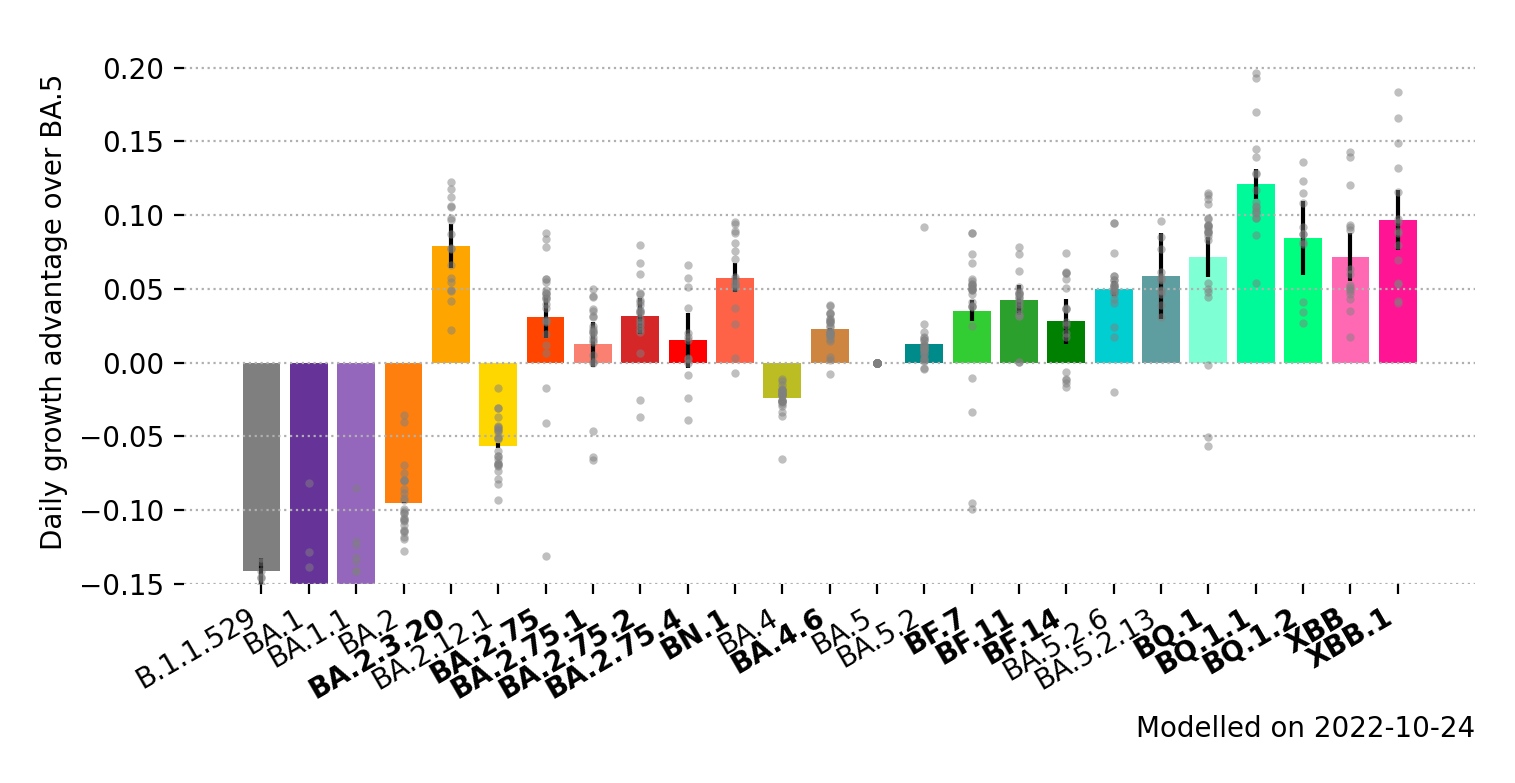 Daily growth advantage over BA.5
0.20
0.15
0.10
0.05
0.00
−0.05
−0.10
−0.15
B.1.1.529
BA.1
BA.1.1
BA.2
BA.2.3.20
BA.2.12.1
BA.2.75
BA.2.75.1
BA.2.75.2
BA.2.75.4
BN.1
BA.4
BA.4.6
BA.5
BA.5.2
BF.7
BF.11
BF.14
BA.5.2.6
BA.5.2.13
BQ.1
BQ.1.1
BQ.1.2
XBB
XBB.1
Modelled on 2022-10-24